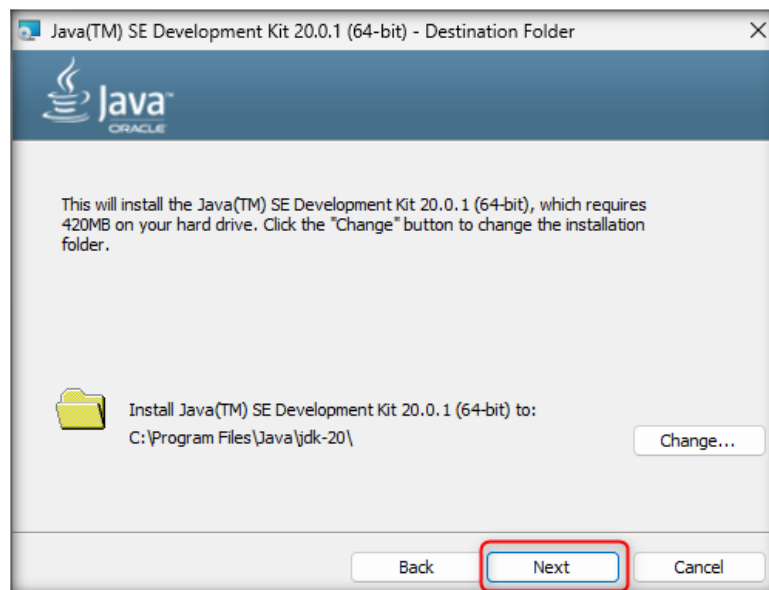 Java(TM) SE Development Kit 20.0.1 (64-bit) - Destination Folder
Java™
ORACLE
This will install the Java(TM) SE Development Kit 20.0.1 (64-bit), which requires
420MB on your hard drive. Click the "Change" button to change the installation
folder.
Install Java(TM) SE Development Kit 20.0.1 (64-bit) to:
C:\Program Files\Java\jdk-20\
Change...
Back Next Cancel